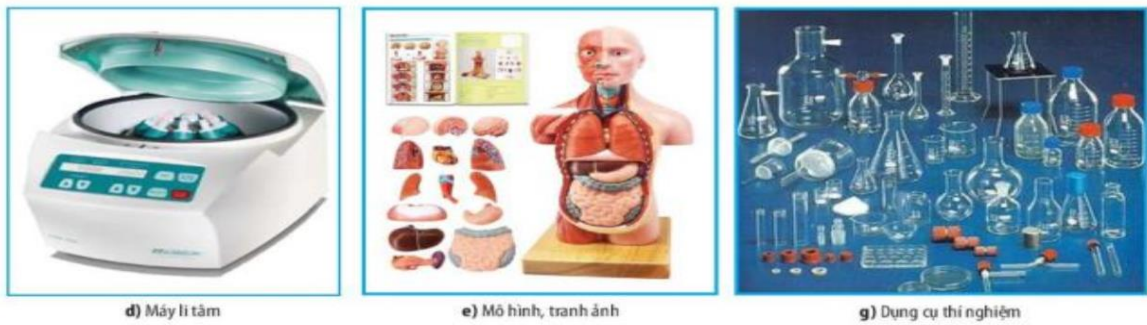 d) Máy li tâm
e) Mô hình, tranh ảnh
g) Dụng cụ thí nghiệm